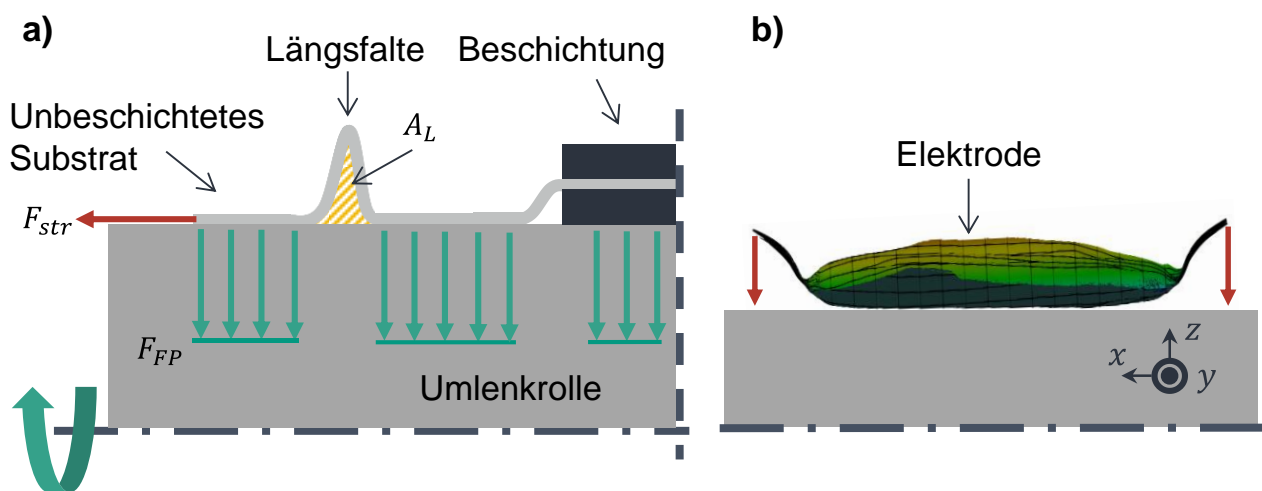 a)
Längsfalte
Beschichtung
Unbeschichtetes
Substrat
A_L
F_str
F_FP
Umlenkrolle
b)
Elektrode
z
x
y